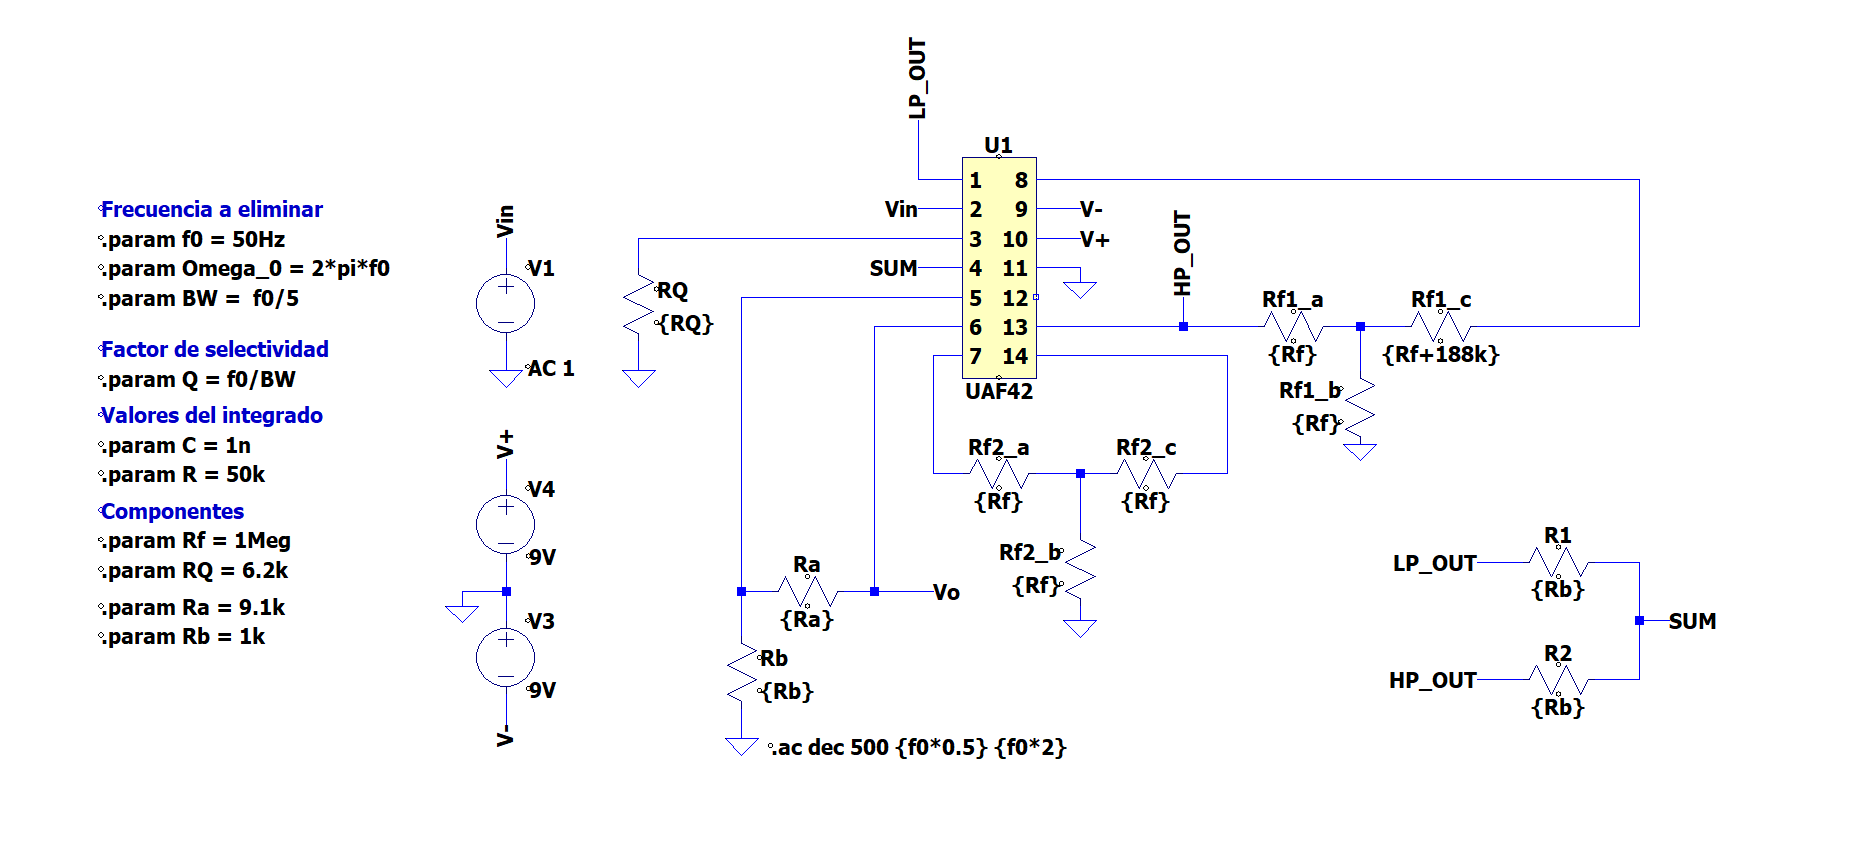 Frecuencia a eliminar
.param f0 = 50Hz
.param Omega_0 = 2*pi*f0
.param BW =  f0/5
Factor de selectividad
.param Q = f0/BW
Valores del integrado
.param C = 1n
.param R = 50k
Componentes
.param Rf = 1Meg
.param RQ = 6.2k
.param Ra = 9.1k
.param Rb = 1k
Vin
V1
AC 1
V+
V4
9V
V3
9V
V-
RQ
{RQ}
LP_OUT
U1
1 8
Vin 2 9 V-
3 10 V+
SUM 4 11
5 12
6 13
7 14
UAF42
HP_OUT
Rf1_a
{Rf}
Rf1_c
{Rf+188k}
Rf1_b
{Rf}
Rf2_a
{Rf}
Rf2_c
{Rf}
Rf2_b
{Rf}
Ra
{Ra}
Vo
Rb
{Rb}
.ac dec 500 {f0*0.5} {f0*2}
R1
LP_OUT
{Rb}
SUM
R2
HP_OUT
{Rb}